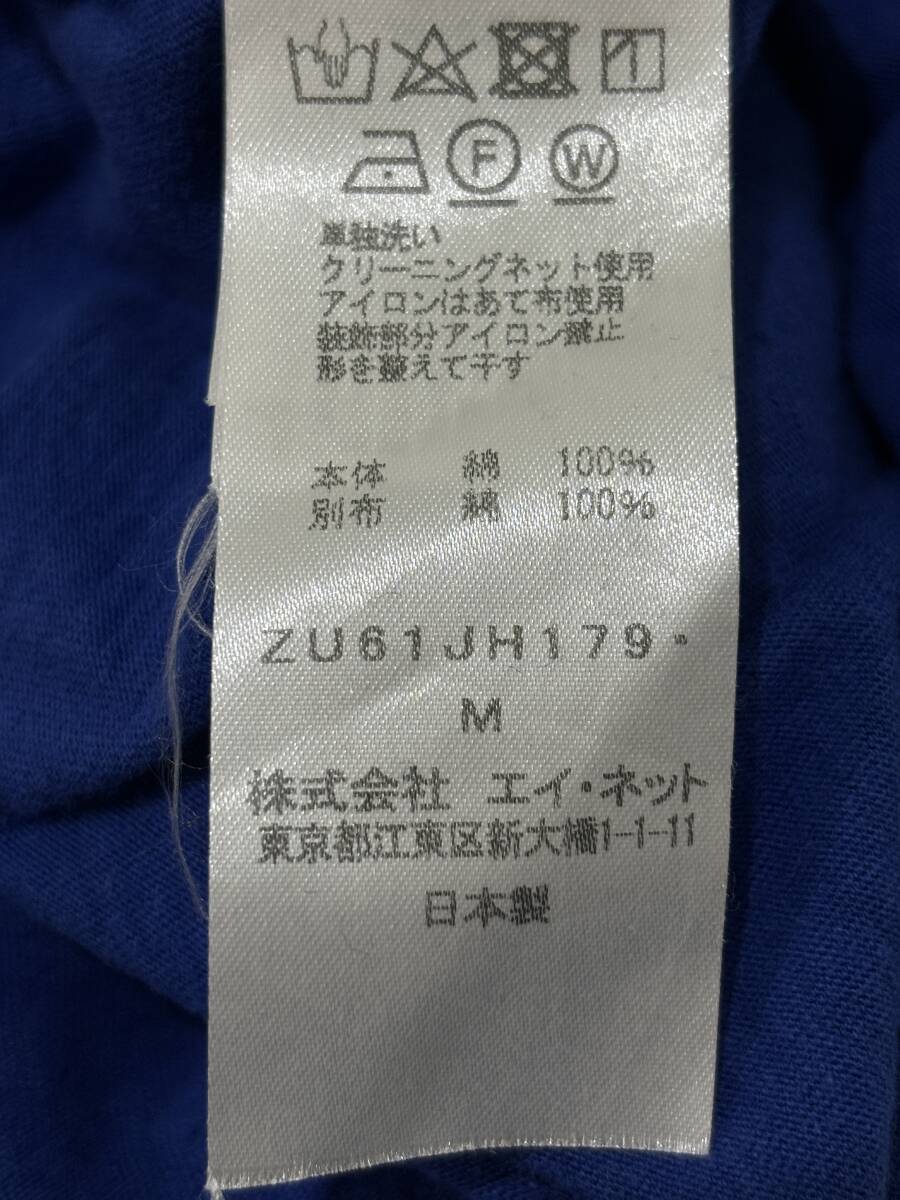 F W
単独洗い
クリーニングネット使用
アイロンはあて布使用
装飾部分アイロン禁止
形を整えて干す
本体 綿 100%
別布 綿 100%
ZU61JH179・
M
株式会社 エイ・ネット
東京都江東区新大橋1-1-11
日本製